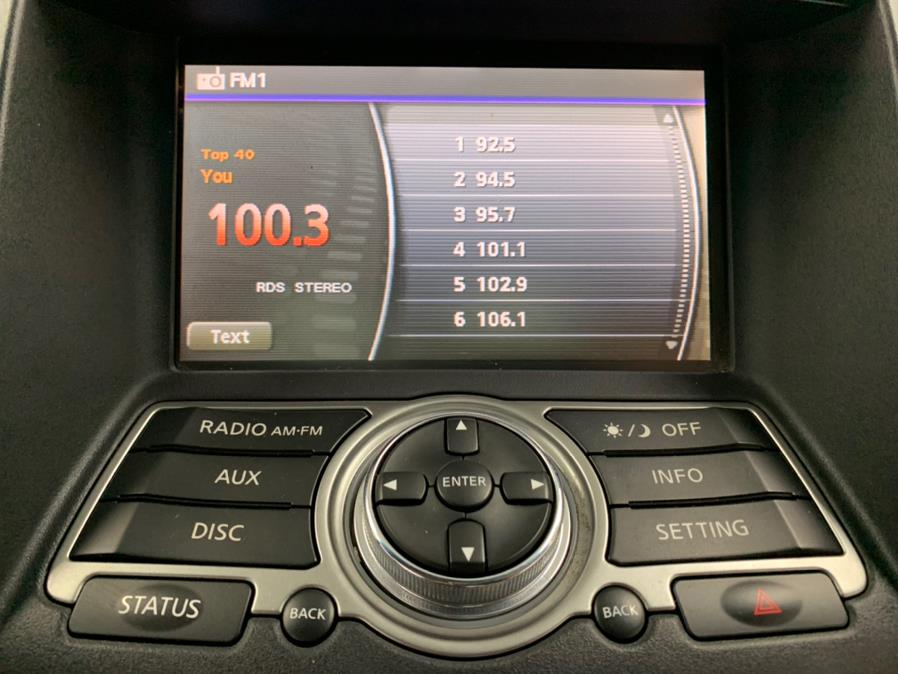 FM1
Top 40
You
100.3
RDS STEREO
Text
1 92.5
2 94.5
3 95.7
4 101.1
5 102.9
6 106.1
RADIO AM·FM
AUX
DISC
STATUS
BACK
ENTER
/ OFF
INFO
SETTING
BACK